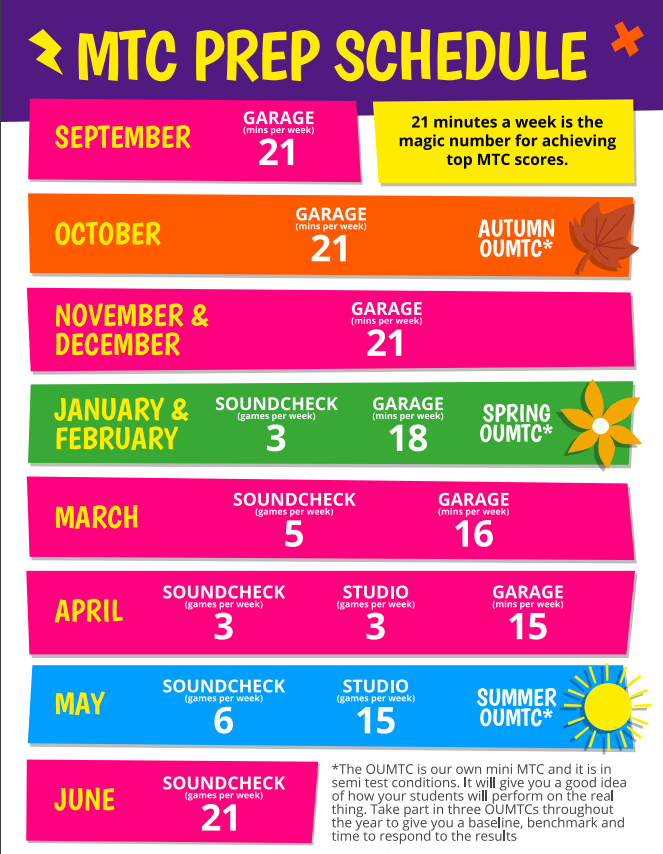 MTC PREP SCHEDULE
SEPTEMBER
GARAGE
(mins per week)
21
21 minutes a week is the
magic number for achieving
top MTC scores.
OCTOBER
GARAGE
(mins per week)
21
AUTUMN
OUMTC*
NOVEMBER &
DECEMBER
GARAGE
(mins per week)
21
JANUARY &
FEBRUARY
SOUNDCHECK
(games per week)
3
GARAGE
(mins per week)
18
SPRING
OUMTC*
MARCH
SOUNDCHECK
(games per week)
5
GARAGE
(mins per week)
16
APRIL
SOUNDCHECK
(games per week)
3
STUDIO
(games per week)
3
GARAGE
(mins per week)
15
MAY
SOUNDCHECK
(games per week)
6
STUDIO
(games per week)
15
SUMMER
OUMTC*
JUNE
SOUNDCHECK
(games per week)
21
*The OUMTC is our own mini MTC and it is in
semi test conditions. It will give you a good idea
of how your students will perform on the real
thing. Take part in three OUMTCs throughout
the year to give you a baseline, benchmark and
time to respond to the results